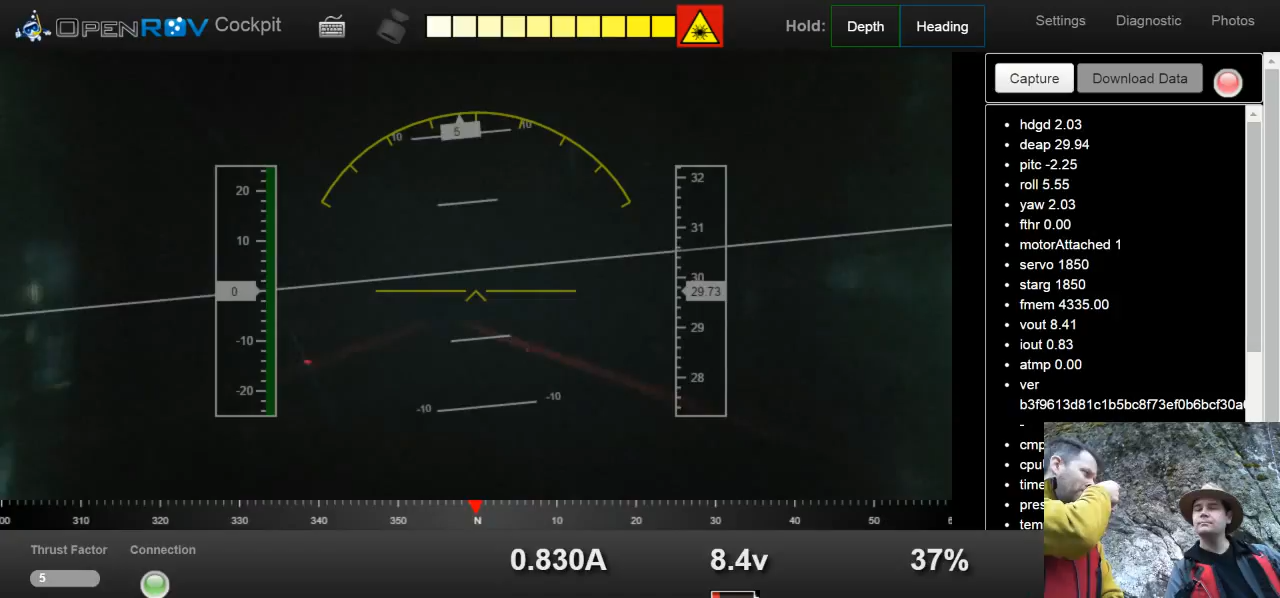 OPENROV Cockpit
Hold: Depth Heading
Settings Diagnostic Photos
Capture Download Data
hdgd 2.03
deap 29.94
pitc -2.25
roll 5.55
yaw 2.03
fthr 0.00
motorAttached 1
servo 1850
starg 1850
fmem 4335.00
vout 8.41
iout 0.83
atmp 0.00
ver
b3f9613d81c1b5bc8f73ef0b6bcf30a
-
cmp
cpu
time
pres
tem
10 5 10
20
10
0
-10
-20
32
31
30
29.73
29
28
-10 -10
00 310 320 330 340 350 N 10 20 30 40 50 6
Thrust Factor Connection
5
0.830A 8.4v 37%